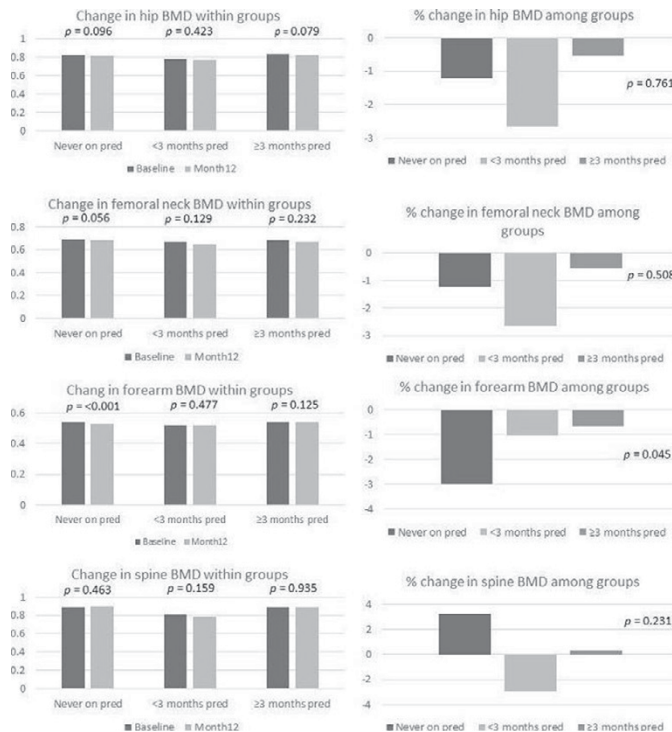 Change in hip BMD within groups
p = 0.096 p = 0.423 p = 0.079
1
0.8
0.6
0.4
0.2
0
Never on pred <3 months pred ≥3 months pred
Baseline Month12
% change in hip BMD among groups
0
-1
-2
-3
p = 0.761
Never on pred <3 months pred ≥3 months pred
Change in femoral neck BMD within groups
p = 0.056 p = 0.129 p = 0.232
0.8
0.6
0.4
0.2
0
Never on pred <3 months pred ≥3 months pred
Baseline Month12
% change in femoral neck BMD among
groups
0
-1
-2
-3
p = 0.508
Never on pred <3 months pred ≥3 months pred
Chang in forearm BMD within groups
p = <0.001 p = 0.477 p = 0.125
0.6
0.4
0.2
0
Never on pred <3 months pred ≥3 months pred
Baseline Month12
% change in forearm BMD among groups
0
-1
-2
-3
-4
p = 0.045
Never on pred <3 months pred ≥3 months pred
Change in spine BMD within groups
p = 0.463 p = 0.159 p = 0.935
1
0.8
0.6
0.4
0.2
0
Never on pred <3 months pred ≥3 months pred
Baseline Month12
% change in spine BMD among groups
4
2
0
-2
-4
p = 0.231
Never on pred <3 months pred ≥3 months pred